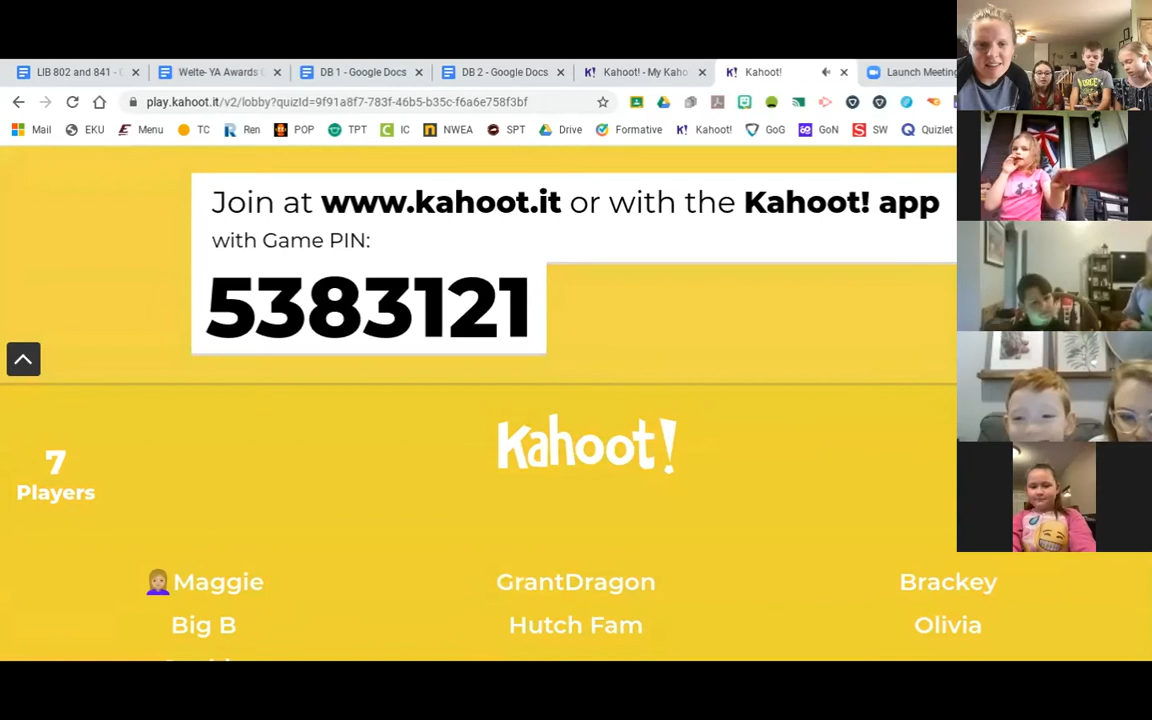 LIB 802 and 841 -
Welte- YA Awards
DB 1 - Google Docs
DB 2 - Google Docs
Kahoot! - My Kaho
Kahoot!
Launch Meeting
play.kahoot.it/v2/lobby?quizId=9f91a8f7-783f-46b5-b35c-f6a6e758f3bf
Mail EKU Menu TC Ren POP TPT IC NWEA SPT Drive Formative Kahoot! GoG GoN SW Quizlet
Join at www.kahoot.it or with the Kahoot! app
with Game PIN:
5383121
Kahoot!
7
Players
Maggie GrantDragon Brackey
Big B Hutch Fam Olivia